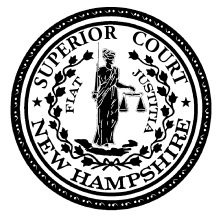 SUPERIOR COURT
FIAT JUSTITIA
NEW HAMPSHIRE